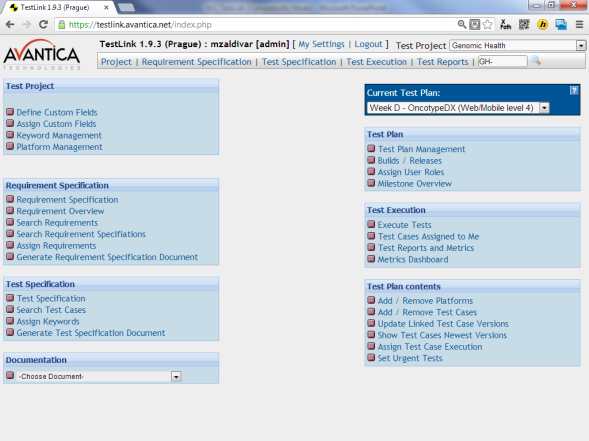 TestLink 1.9.3 (Prague)
https://testlink.avantica.net/index.php
AVANTICA
TECHNOLOGIES
TestLink 1.9.3 (Prague) : mzaldivar [admin] [ My Settings | Logout ] Test Project Genomic Health
Project | Requirement Specification | Test Specification | Test Execution | Test Reports | GH-
Test Project
Define Custom Fields
Assign Custom Fields
Keyword Management
Platform Management
Requirement Specification
Requirement Specification
Requirement Overview
Search Requirements
Search Requirement Specifiations
Assign Requirements
Generate Requirement Specification Document
Test Specification
Test Specification
Search Test Cases
Assign Keywords
Generate Test Specification Document
Documentation
-Choose Document-
Current Test Plan: ?
Week D - OncotypeDX (Web/Mobile level 4)
Test Plan
Test Plan Management
Builds / Releases
Assign User Roles
Milestone Overview
Test Execution
Execute Tests
Test Cases Assigned to Me
Test Reports and Metrics
Metrics Dashboard
Test Plan contents
Add / Remove Platforms
Add / Remove Test Cases
Update Linked Test Case Versions
Show Test Cases Newest Versions
Assign Test Case Execution
Set Urgent Tests